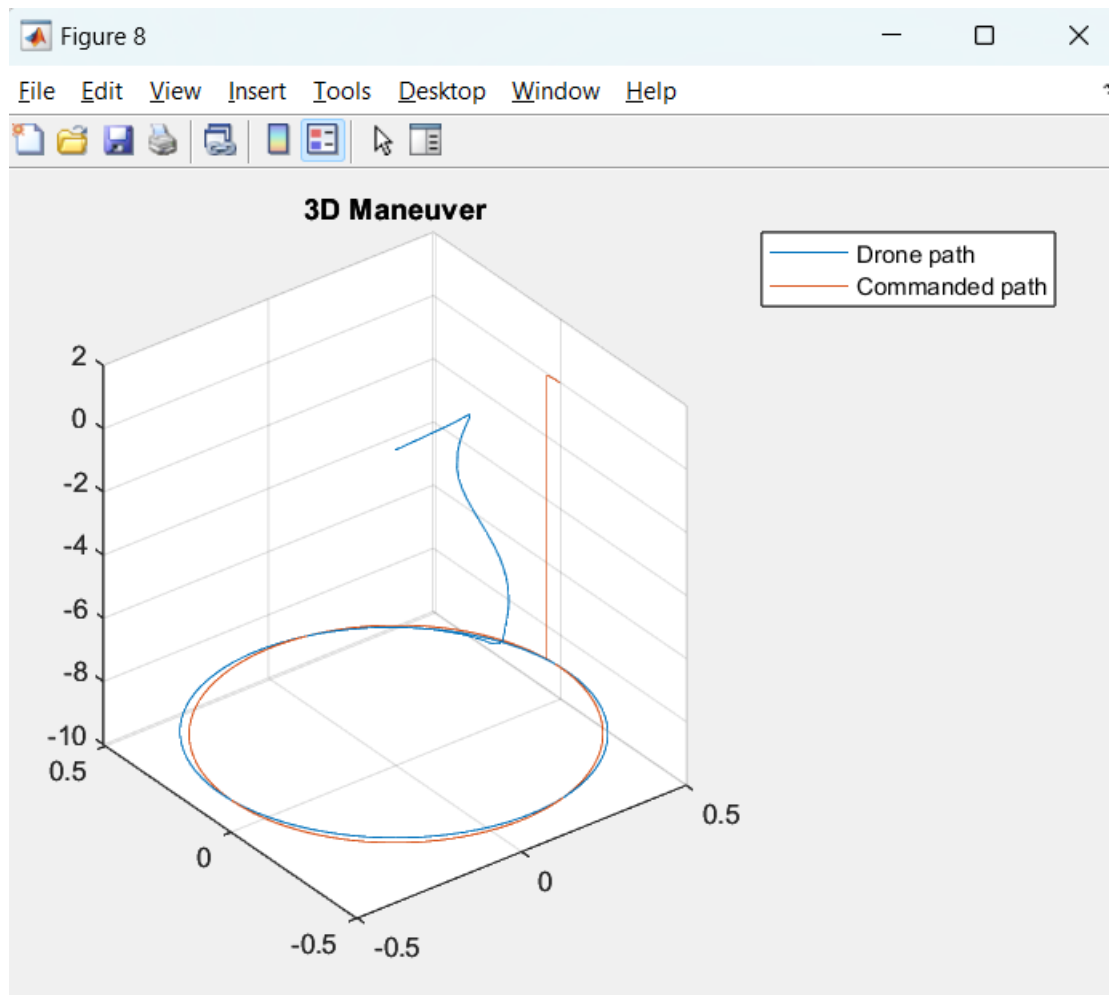 Figure 8
File Edit View Insert Tools Desktop Window Help
3D Maneuver
Drone path
Commanded path
2
0
-2
-4
-6
-8
-10
0.5
0
-0.5
-0.5
0
0.5